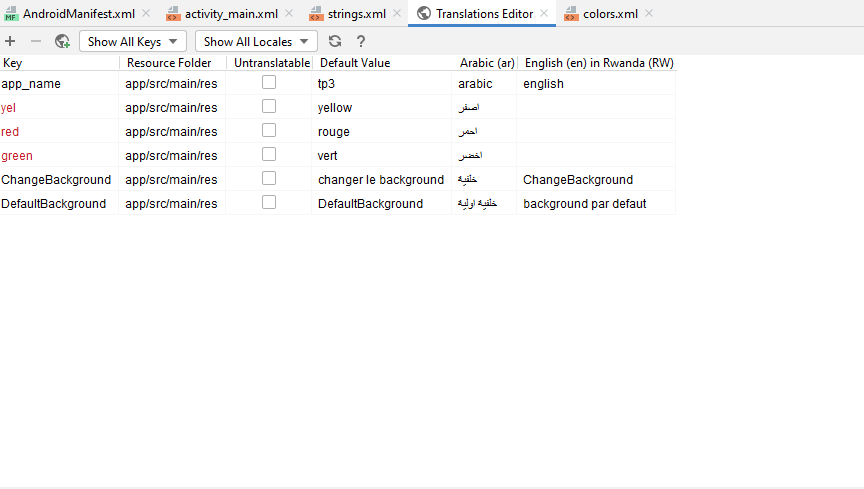 AndroidManifest.xml activity_main.xml strings.xml Translations Editor colors.xml
Show All Keys Show All Locales ?
Key Resource Folder Untranslatable Default Value Arabic (ar) English (en) in Rwanda (RW)
app_name app/src/main/res tp3 arabic english
yel app/src/main/res yellow اصفر
red app/src/main/res rouge احمر
green app/src/main/res vert اخضر
ChangeBackground app/src/main/res changer le background خلفية ChangeBackground
DefaultBackground app/src/main/res DefaultBackground خلفية اولية background par defaut